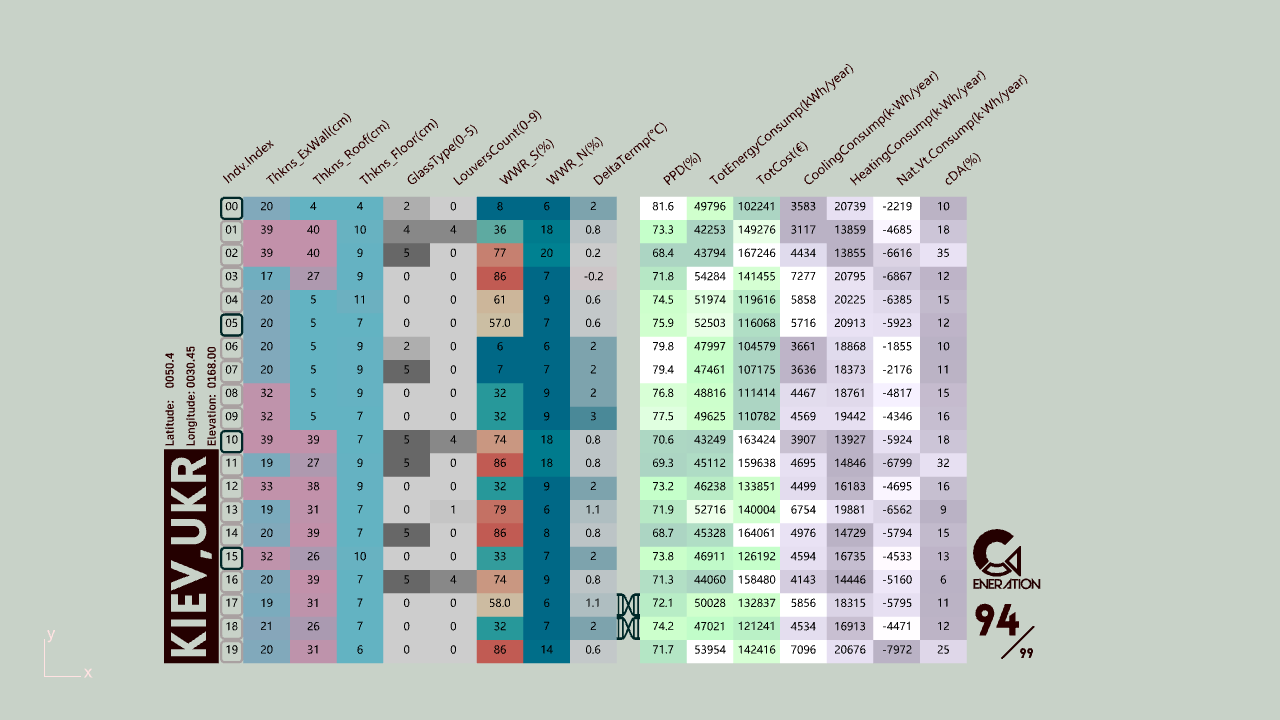 Indv.Index Thkns_ExWall(cm) Thkns_Roof(cm) Thkns_Floor(cm) GlassType(0-5) LouversCount(0-9) WWR_S(%) WWR_N(%) DeltaTermp(°C) PPD(%) TotEnergyConsump(kWh/year) TotCost(€) CoolingConsump(k·Wh/year) HeatingConsump(k·Wh/year) Nat.Vt.Consump(k·Wh/year) cDA(%)
00 20 4 4 2 0 8 6 2 81.6 49796 102241 3583 20739 -2219 10
01 39 40 10 4 4 36 18 0.8 73.3 42253 149276 3117 13859 -4685 18
02 39 40 9 5 0 77 20 0.2 68.4 43794 167246 4434 13855 -6616 35
03 17 27 9 0 0 86 7 -0.2 71.8 54284 141455 7277 20795 -6867 12
04 20 5 11 0 0 61 9 0.6 74.5 51974 119616 5858 20225 -6385 15
05 20 5 7 0 0 57.0 7 0.6 75.9 52503 116068 5716 20913 -5923 12
06 20 5 9 2 0 6 6 2 79.8 47997 104579 3661 18868 -1855 10
07 20 5 9 5 0 7 7 2 79.4 47461 107175 3636 18373 -2176 11
08 32 5 9 0 0 32 9 2 76.8 48816 111414 4467 18761 -4817 15
09 32 5 7 0 0 32 9 3 77.5 49625 110782 4569 19442 -4346 16
10 39 39 7 5 4 74 18 0.8 70.6 43249 163424 3907 13927 -5924 18
11 19 27 9 5 0 86 18 0.8 69.3 45112 159638 4695 14846 -6799 32
12 33 38 9 0 0 32 9 2 73.2 46238 133851 4499 16183 -4695 16
13 19 31 7 0 1 79 6 1.1 71.9 52716 140004 6754 19881 -6562 9
14 20 39 7 5 0 86 8 0.8 68.7 45328 164061 4976 14729 -5794 15
15 32 26 10 0 0 33 7 2 73.8 46911 126192 4594 16735 -4533 13
16 20 39 7 5 4 74 9 0.8 71.3 44060 158480 4143 14446 -5160 6
17 19 31 7 0 0 58.0 6 1.1 72.1 50028 132837 5856 18315 -5795 11
18 21 26 7 0 0 32 7 2 74.2 47021 121241 4534 16913 -4471 12
19 20 31 6 0 0 86 14 0.6 71.7 53954 142416 7096 20676 -7972 25
Latitude: 0050.4
Longitude: 0030.45
Elevation: 0168.00
KIEV,UKR
G
ENERATION
94/99
y
x